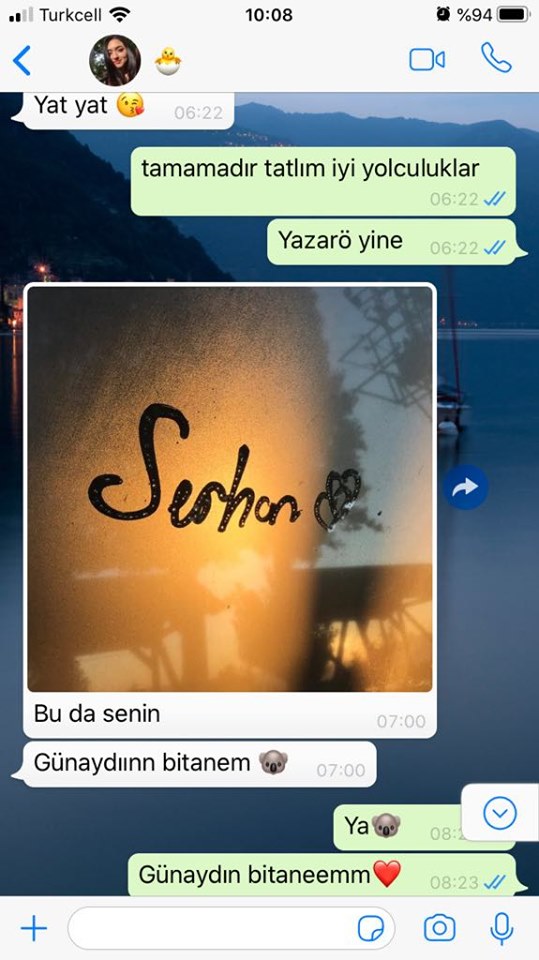 Turkcell
10:08
%94
Yat yat 😘
06:22
tamamadır tatlım iyi yolculuklar
06:22
Yazarö yine
06:22
Serhan
Bu da senin
07:00
Günaydıınn bitanem 🐨
07:00
Ya🐨
Günaydın bitaneemm❤️
08:23